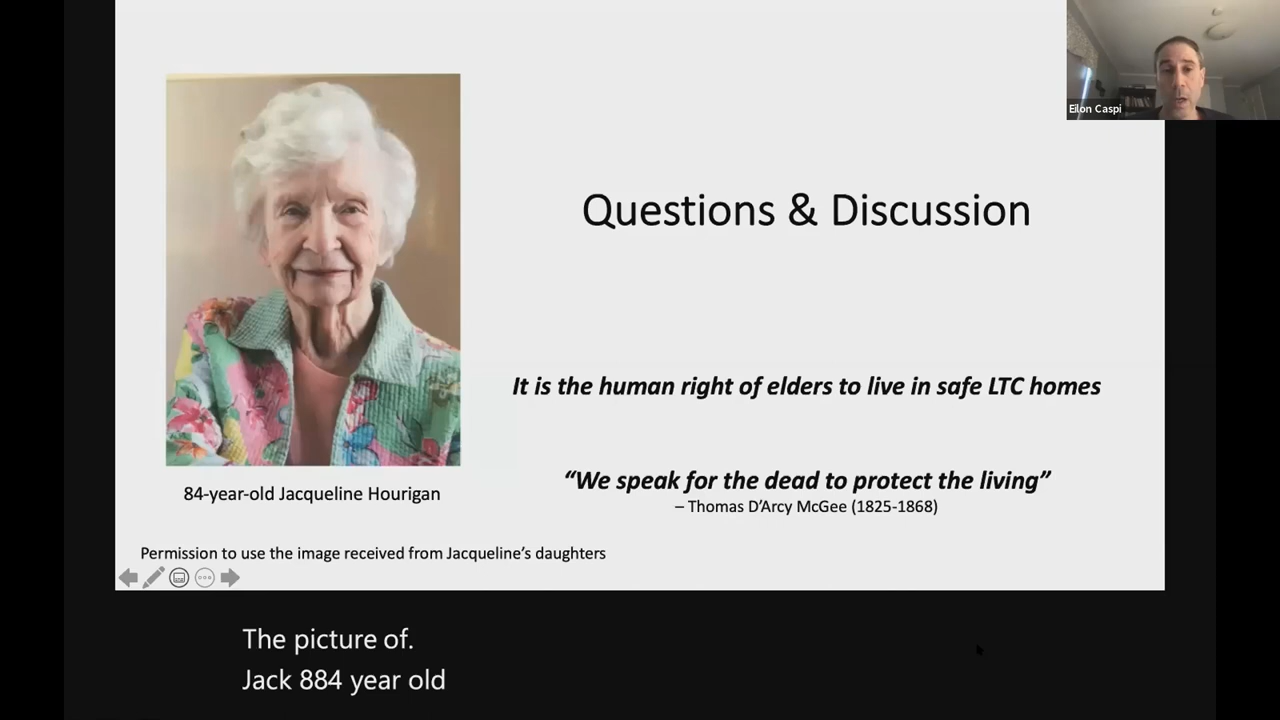 Eilon Caspi
Questions & Discussion
It is the human right of elders to live in safe LTC homes
“We speak for the dead to protect the living”
– Thomas D’Arcy McGee (1825-1868)
84-year-old Jacqueline Hourigan
Permission to use the image received from Jacqueline’s daughters
The picture of.
Jack 884 year old